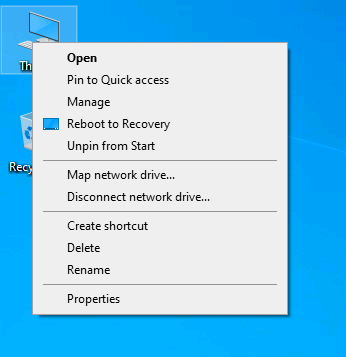 Th
Recy
Open
Pin to Quick access
Manage
Reboot to Recovery
Unpin from Start
Map network drive...
Disconnect network drive...
Create shortcut
Delete
Rename
Properties